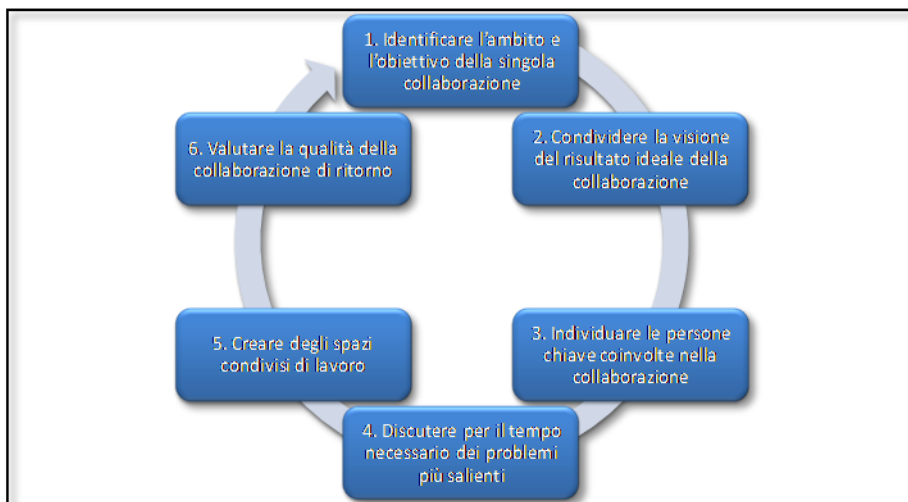 1. Identificare l'ambito e
l'obiettivo della singola
collaborazione
2. Condividere la visione
del risultato ideale della
collaborazione
3. Individuare le persone
chiave coinvolte nella
collaborazione
4. Discutere per il tempo
necessario dei problemi
più salienti
5. Creare degli spazi
condivisi di lavoro
6. Valutare la qualità della
collaborazione di ritorno